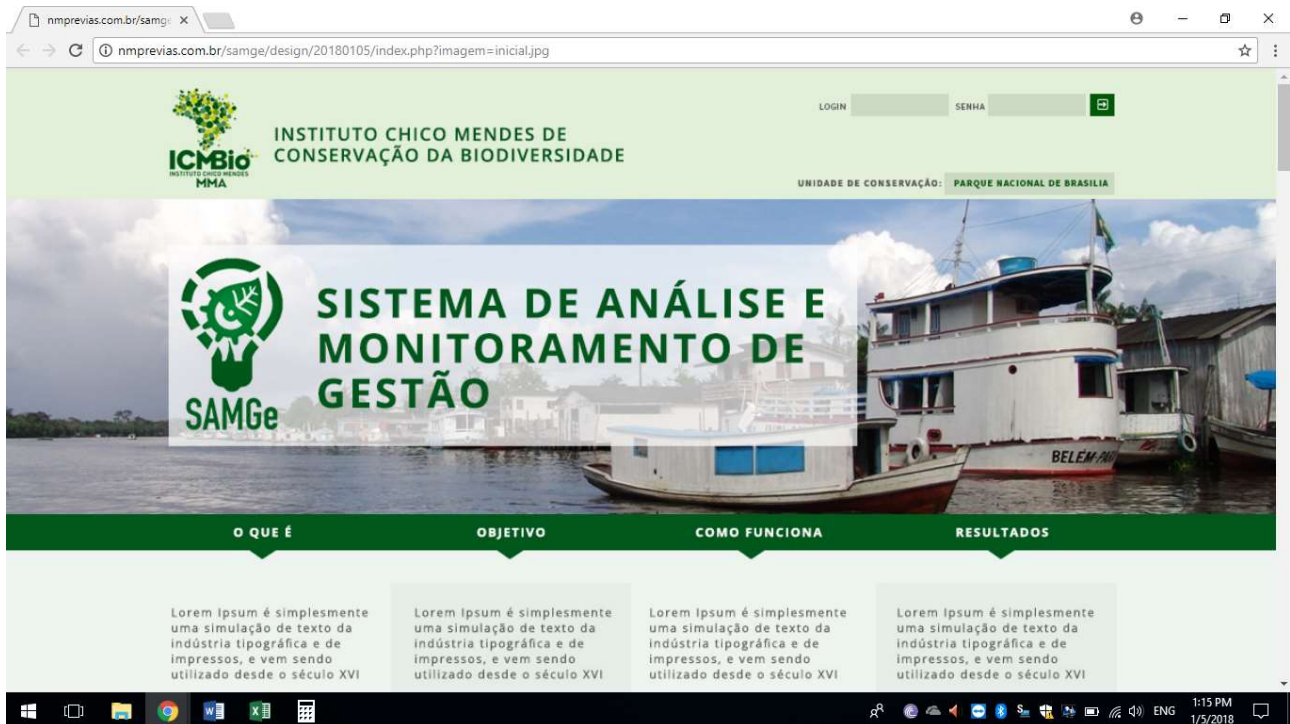 nmprevias.com.br/samge
nmprevias.com.br/samge/design/20180105/index.php?imagem=inicial.jpg
LOGIN
SENHA
ICMBio
INSTITUTO CHICO MENDES
MMA
INSTITUTO CHICO MENDES DE
CONSERVAÇÃO DA BIODIVERSIDADE
UNIDADE DE CONSERVAÇÃO: PARQUE NACIONAL DE BRASILIA
SAMGe
SISTEMA DE ANÁLISE E
MONITORAMENTO DE
GESTÃO
O QUE É
OBJETIVO
COMO FUNCIONA
RESULTADOS
Lorem Ipsum é simplesmente
uma simulação de texto da
indústria tipográfica e de
impressos, e vem sendo
utilizado desde o século XVI
Lorem Ipsum é simplesmente
uma simulação de texto da
indústria tipográfica e de
impressos, e vem sendo
utilizado desde o século XVI
Lorem Ipsum é simplesmente
uma simulação de texto da
indústria tipográfica e de
impressos, e vem sendo
utilizado desde o século XVI
Lorem Ipsum é simplesmente
uma simulação de texto da
indústria tipográfica e de
impressos, e vem sendo
utilizado desde o século XVI
ENG
1:15 PM
1/5/2018